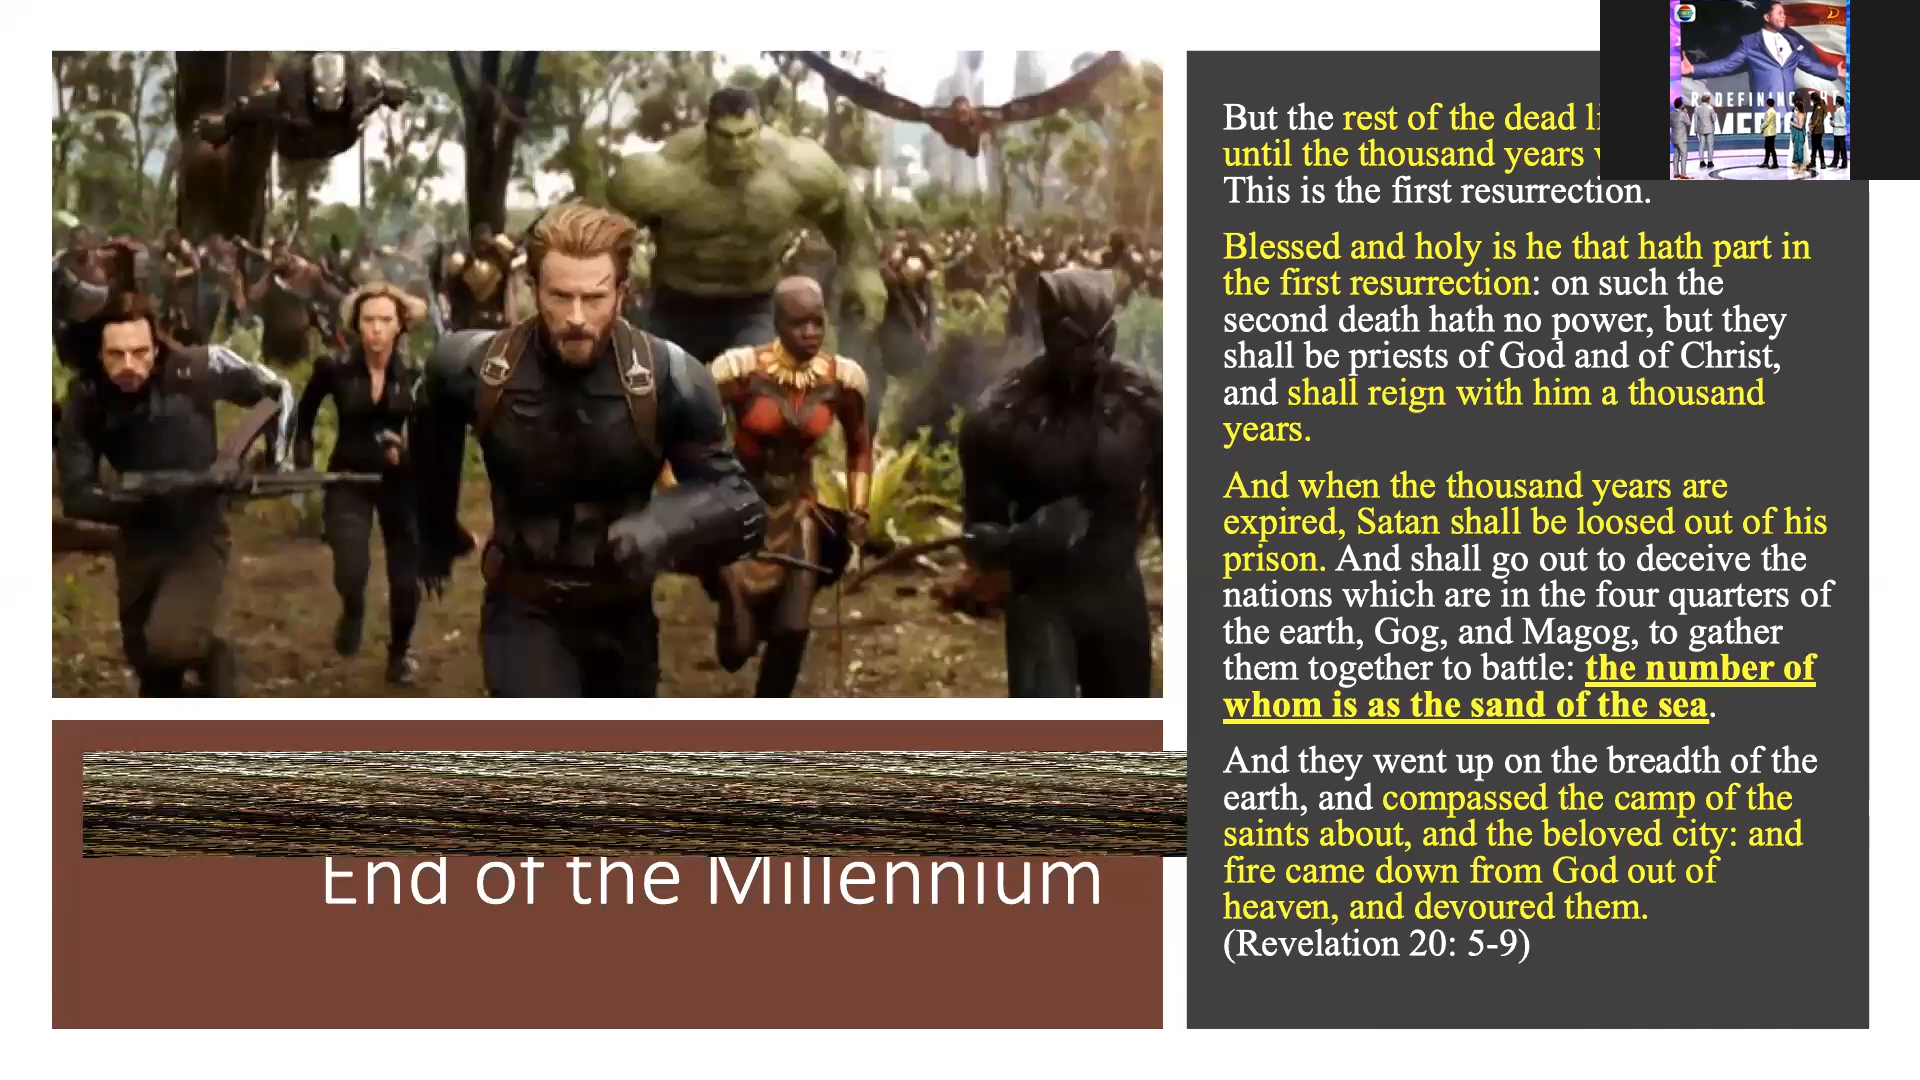 But the rest of the dead
until the thousand years
This is the first resurrection.
Blessed and holy is he that hath part in
the first resurrection: on such the
second death hath no power, but they
shall be priests of God and of Christ,
and shall reign with him a thousand
years.
And when the thousand years are
expired, Satan shall be loosed out of his
prison. And shall go out to deceive the
nations which are in the four quarters of
the earth, Gog, and Magog, to gather
them together to battle: the number of
whom is as the sand of the sea.
And they went up on the breadth of the
earth, and compassed the camp of the
saints about, and the beloved city: and
fire came down from God out of
heaven, and devoured them.
(Revelation 20: 5-9)
End of the Millennium